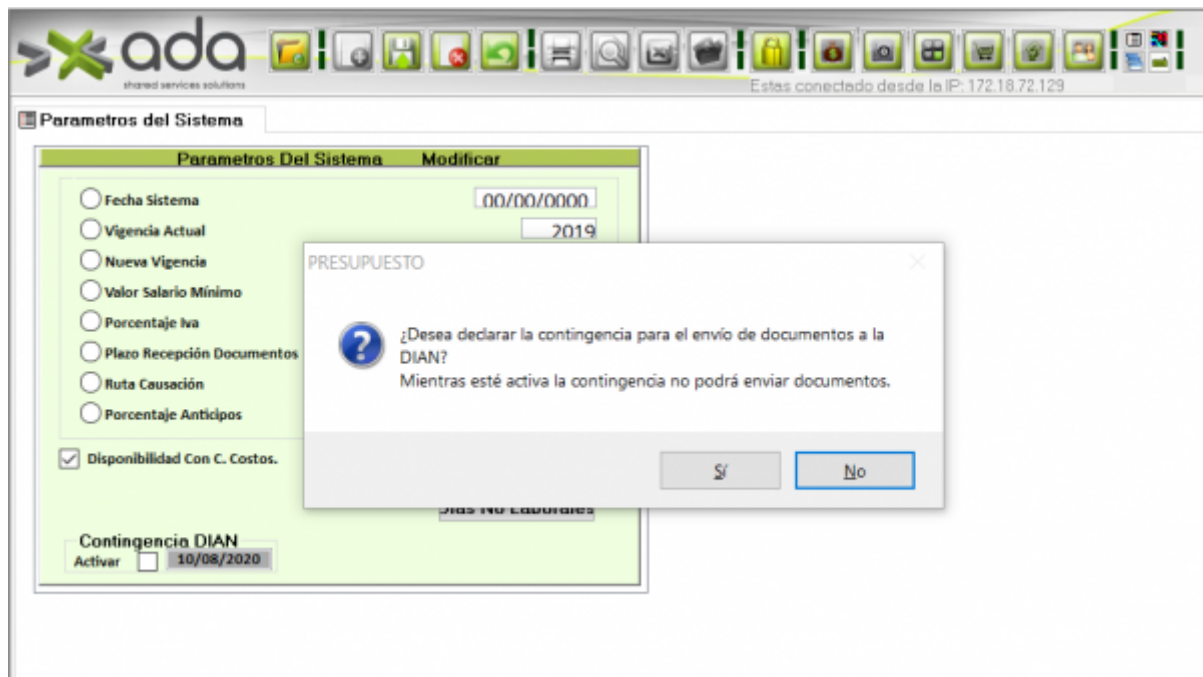 ada
shared services solutions
Estas conectado desde la IP: 172.18.72.129
Parametros del Sistema
Parametros Del Sistema Modificar
Fecha Sistema 00/00/0000
Vigencia Actual 2019
Nueva Vigencia
Valor Salario Mínimo
Porcentaje Iva
Plazo Recepción Documentos
Ruta Causación
Porcentaje Anticipos
PRESUPUESTO
¿Desea declarar la contingencia para el envío de documentos a la
DIAN?
Mientras esté activa la contingencia no podrá enviar documentos.
Sí No
Disponibilidad Con C. Costos.
Dias No Laborales
Contingencia DIAN
Activar 10/08/2020